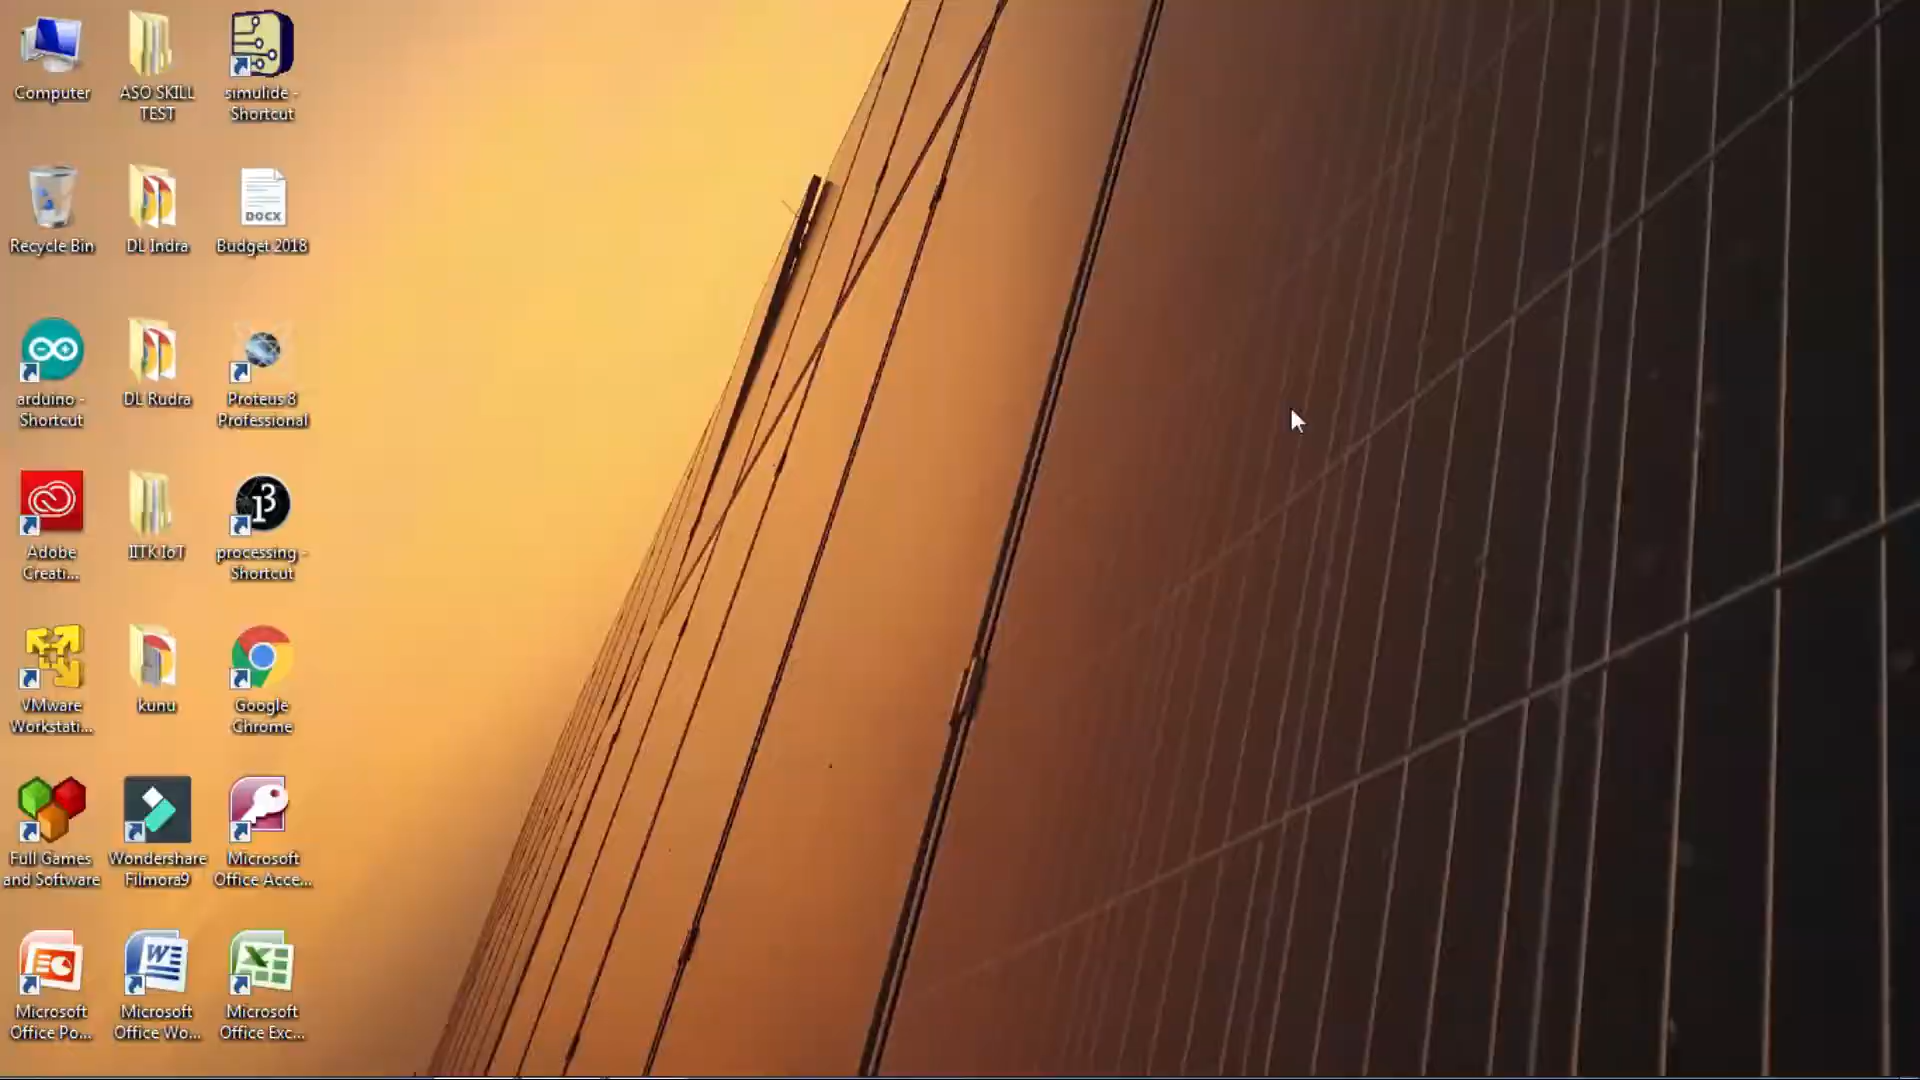 Computer
ASO SKILL
TEST
simulide -
Shortcut
Recycle Bin
DL Indra
DOCX
Budget 2018
arduino -
Shortcut
DL Rudra
Proteus 8
Professional
Adobe
Creati...
IITK IoT
processing -
Shortcut
VMware
Workstati...
kunu
Google
Chrome
Full Games
and Software
Wondershare
Filmora9
Microsoft
Office Acce...
Microsoft
Office Po...
Microsoft
Office Wo...
Microsoft
Office Exc...